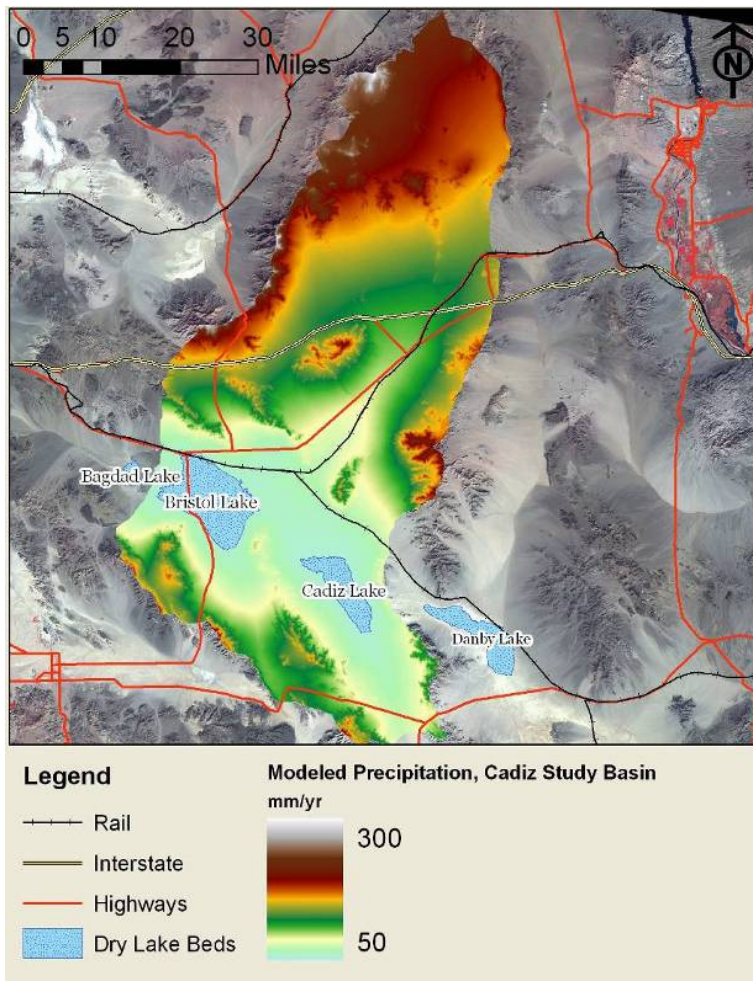 0 5 10 20 30
Miles
N
Bagdad Lake
Bristol Lake
Cadiz Lake
Danby Lake
Legend
Rail
Interstate
Highways
Dry Lake Beds
Modeled Precipitation, Cadiz Study Basin
mm/yr
300
50